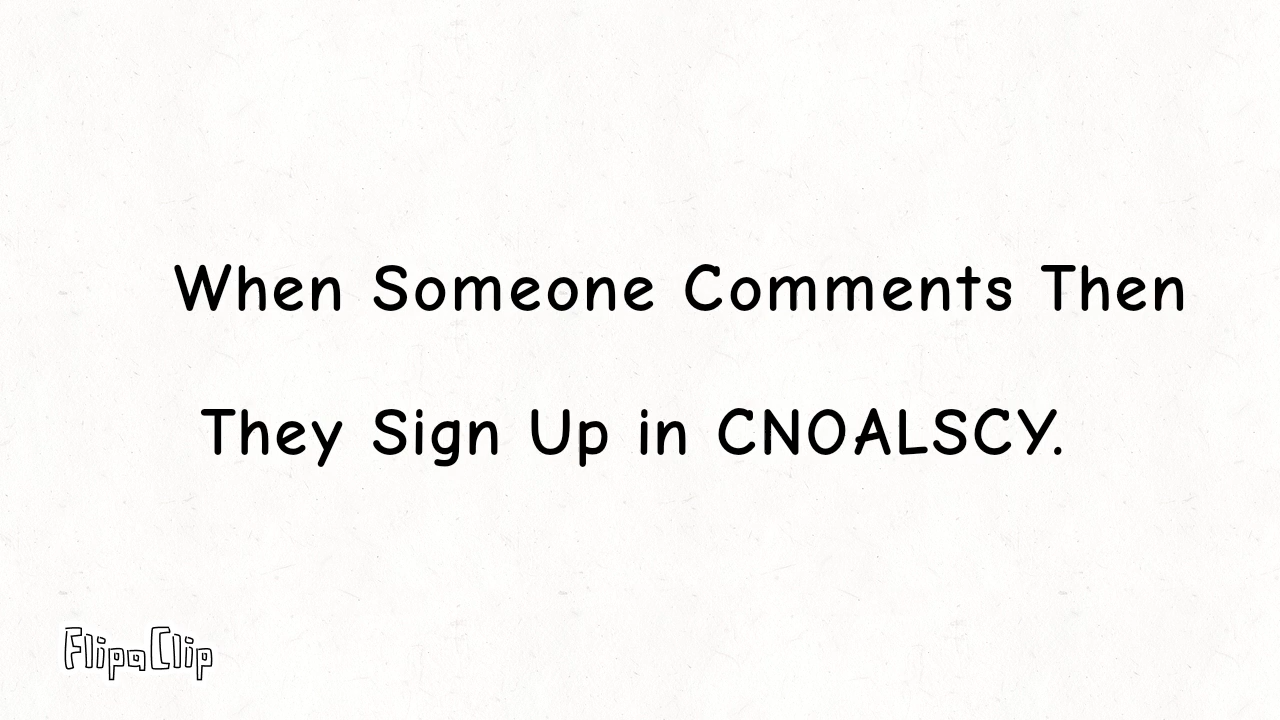 When Someone Comments Then
They Sign Up in CNOALSCY.
FlipaClip